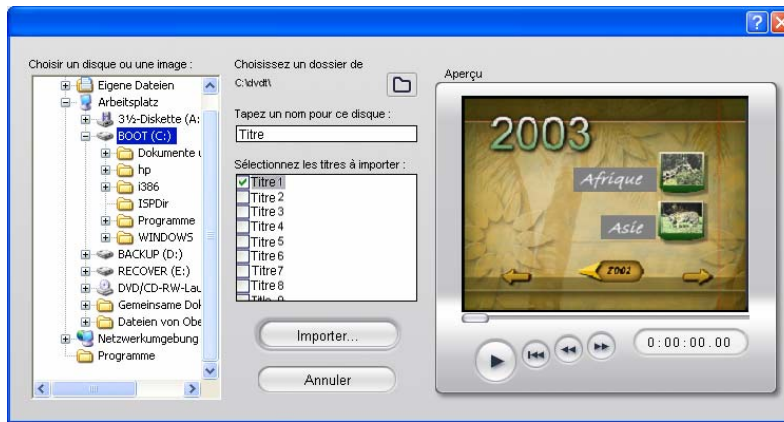 Choisir un disque ou une image :
Eigene Dateien
Arbeitsplatz
3½-Diskette (A:
BOOT (C:)
Dokumente u
hp
i386
ISPDir
Programme
WINDOWS
BACKUP (D:)
RECOVER (E:)
DVD/CD-RW-Lau
Gemeinsame Dok
Dateien von Obe
Netzwerkumgebung
Programme
Choisissez un dossier de
C:\dvdt\
Tapez un nom pour ce disque :
Titre
Sélectionnez les titres à importer :
Titre 1
Titre 2
Titre 3
Titre 4
Titre 5
Titre 6
Titre 7
Titre 8
Importer...
Annuler
Aperçu
2003
Afrique
Asie
2002
0:00:00.00